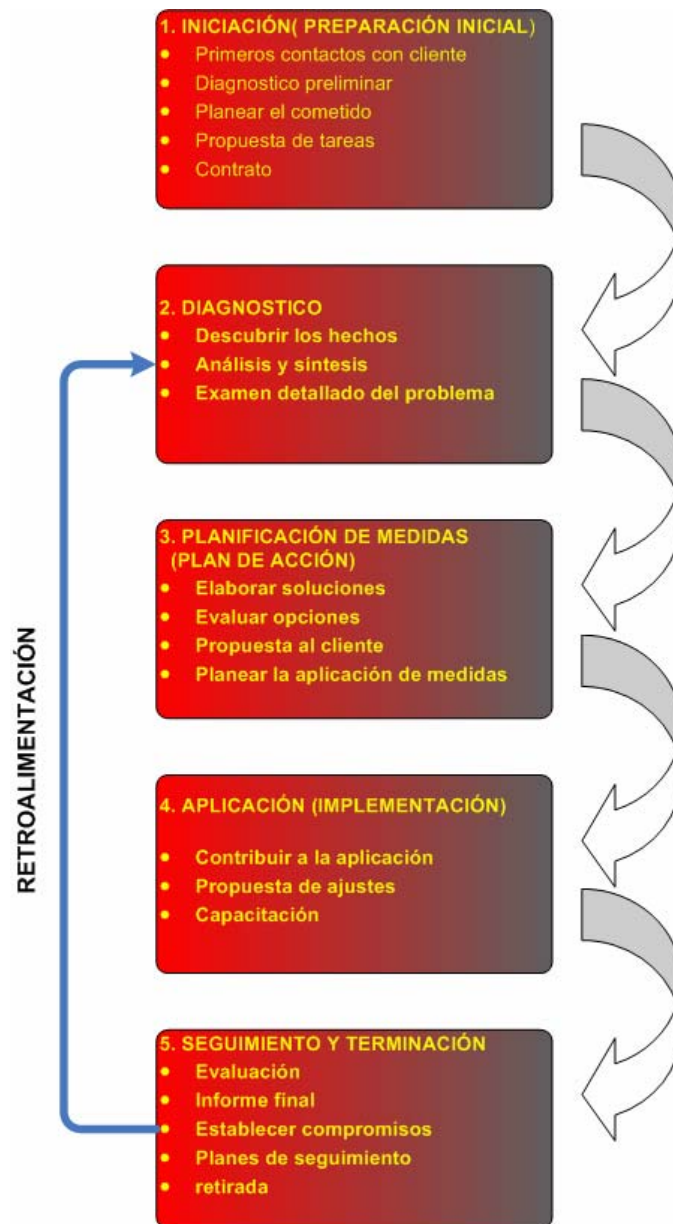 1. INICIACIÓN( PREPARACIÓN INICIAL)
Primeros contactos con cliente
Diagnostico preliminar
Planear el cometido
Propuesta de tareas
Contrato
2. DIAGNOSTICO
Descubrir los hechos
Análisis y síntesis
Examen detallado del problema
3. PLANIFICACIÓN DE MEDIDAS
(PLAN DE ACCIÓN)
Elaborar soluciones
Evaluar opciones
Propuesta al cliente
Planear la aplicación de medidas
4. APLICACIÓN (IMPLEMENTACIÓN)
Contribuir a la aplicación
Propuesta de ajustes
Capacitación
5. SEGUIMIENTO Y TERMINACIÓN
Evaluación
Informe final
Establecer compromisos
Planes de seguimiento
retirada
RETROALIMENTACIÓN